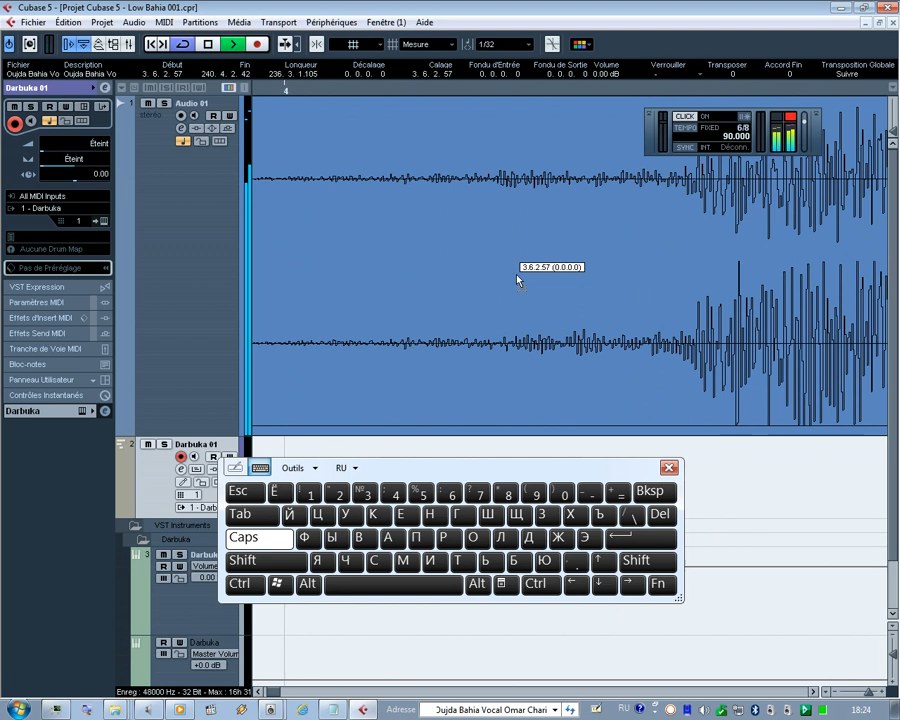 Cubase 5 - [Projet Cubase 5 - Low Bahia 001.cpr]
Fichier Édition Projet Audio MIDI Partitions Média Transport Périphériques Fenêtre (1) Aide
Mesure 1/32
Début Fin Longueur Décalage Calage Fondu d'Entrée Fondu de Sortie Volume Verrouiller Transposer Accord Fin Transposition Globale
Fichier Description
Oujda Bahia Vo Oujda Bahia Vo 3. 6. 2. 57 240. 4. 2. 42 236. 3. 1.105 0. 0. 0. 0 3. 6. 2. 57 0. 0. 0. 0 0. 0. 0. 0 0.00 dB - 0 0 Suivre
Darbuka 01
4
M S R W
Éteint
Éteint
0.00
All MIDI Inputs
1 - Darbuka
1
Aucune Drum Map
Pas de Préréglage
VST Expression
Paramètres MIDI
Effets d'Insert MIDI
Effets Send MIDI
Tranche de Voie MIDI
Bloc-notes
Panneau Utilisateur
Contrôles Instantanés
Darbuka
1 M S Audio 01
stéréo R W
CLICK ON
TEMPO FIXED 6/8
90.000
SYNC INT. Déconn.
3.6.2.57 (0.0.0.0)
2 M S Darbuka 01
R W
1
1 - Darb
VST Instruments
Darbuka
3 R W Darbuk
Volume
0.00
R W Darbuka
M Master Volum
+0.0 dB
Outils RU
Esc Ё ! 1 " 2 № 3 ; 4 % 5 : 6 ? 7 * 8 ( 9 ) 0 _ - + = Bksp
Tab Й Ц У К Е Н Г Ш Щ З Х Ъ / \ Del
Caps Ф Ы В А П Р О Л Д Ж Э
Shift Я Ч С М И Т Ь Б Ю , . Shift
Ctrl Alt Alt Ctrl Fn
Enreg : 48000 Hz - 32 Bit - Max : 16h 31
Adresse Oujda Bahia Vocal Omar Chari RU 18:24